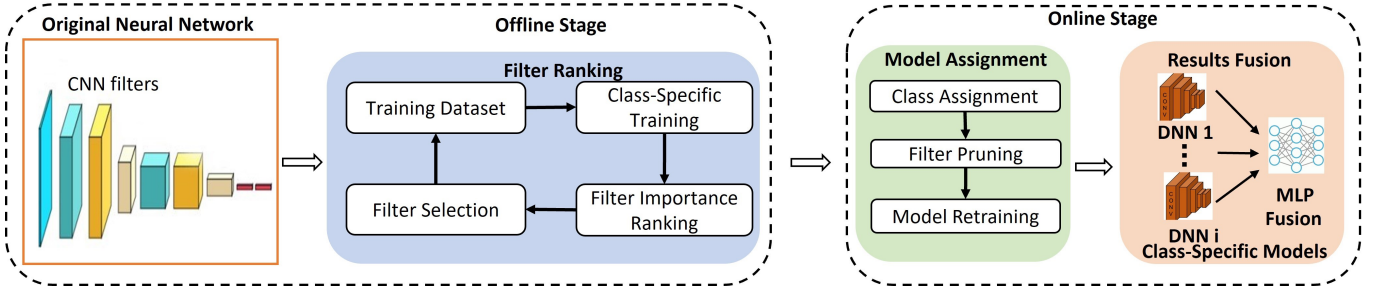 Original Neural Network
CNN filters
Offline Stage
Filter Ranking
Training Dataset
Class-Specific
Training
Filter Selection
Filter Importance
Ranking
Online Stage
Model Assignment
Class Assignment
Filter Pruning
Model Retraining
Results Fusion
CONV
DNN 1
CONV
DNN i
MLP
Fusion
Class-Specific Models